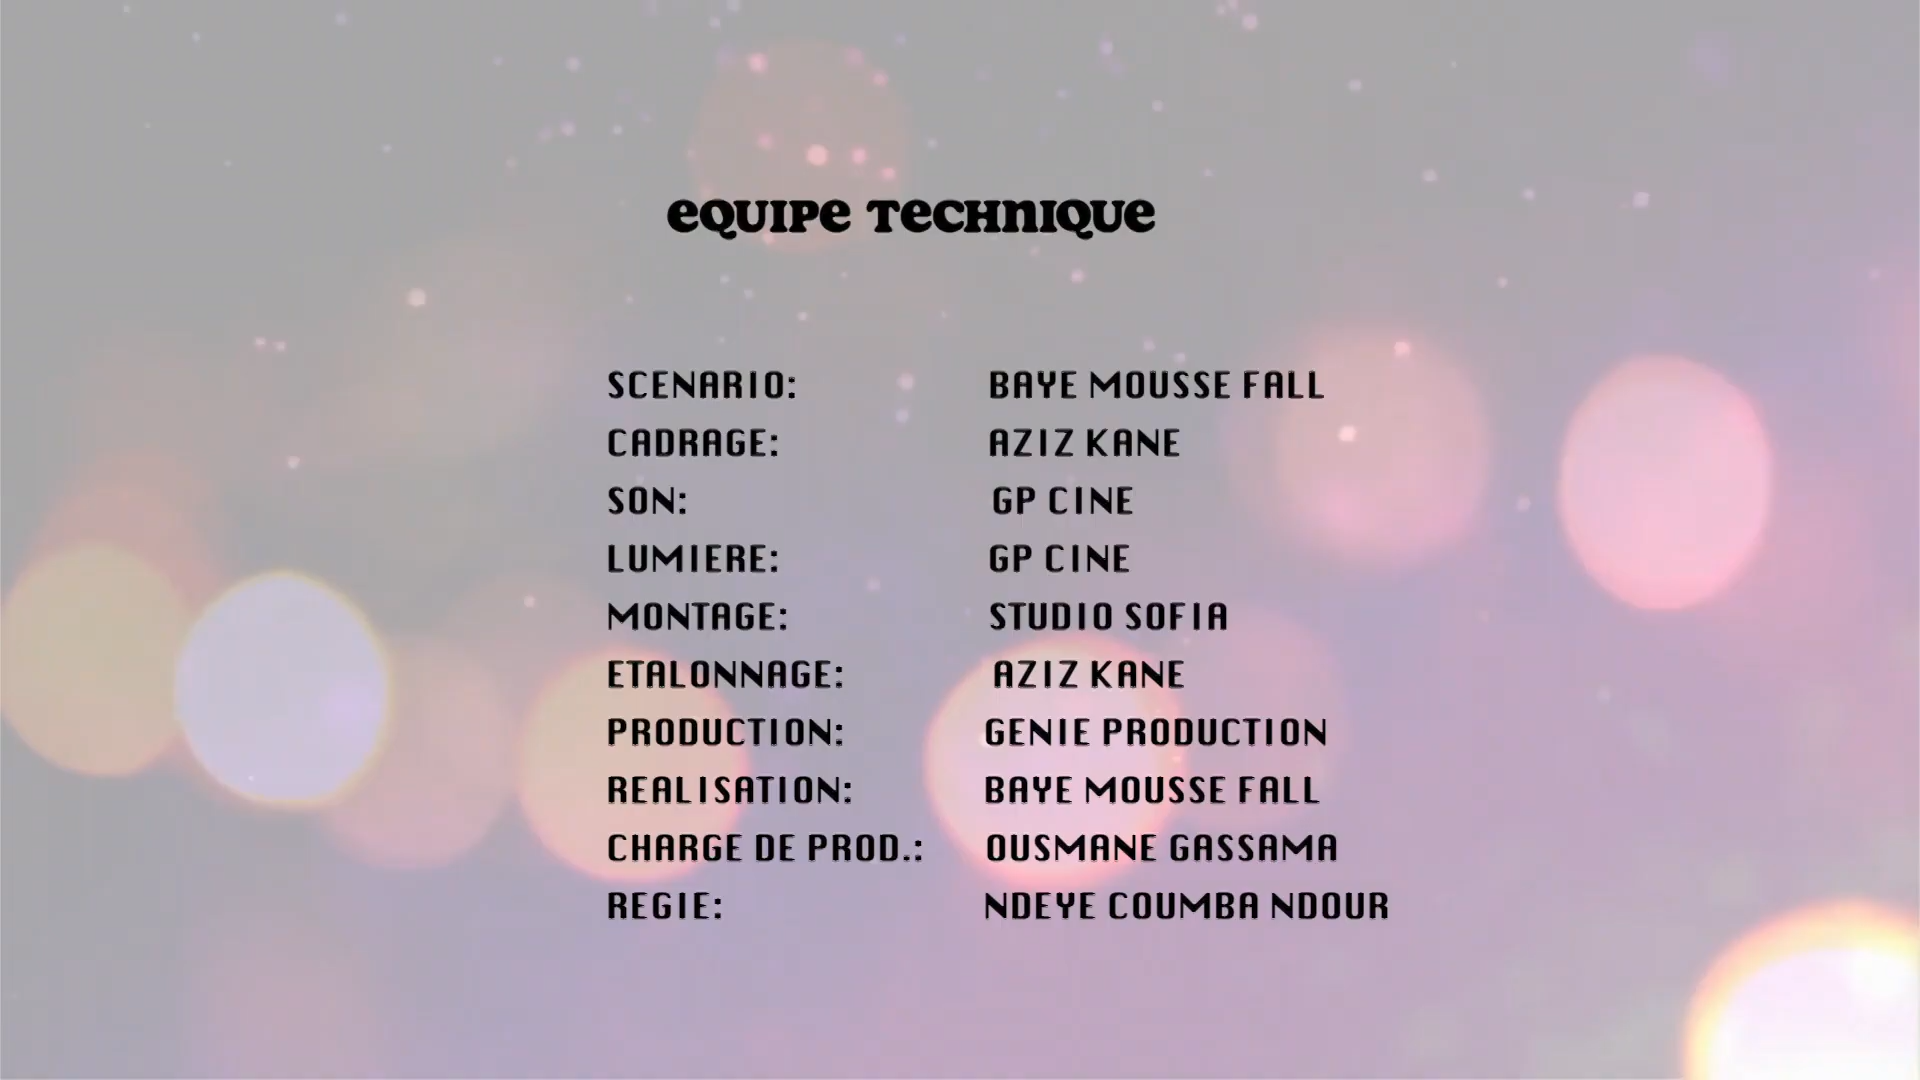 EQUIPE TECHNIQUE
SCENARIO: BAYE MOUSSE FALL
CADRAGE: AZIZ KANE
SON: GP CINE
LUMIERE: GP CINE
MONTAGE: STUDIO SOFIA
ETALONNAGE: AZIZ KANE
PRODUCTION: GENIE PRODUCTION
REALISATION: BAYE MOUSSE FALL
CHARGE DE PROD.: OUSMANE GASSAMA
REGIE: NDEYE COUMBA NDOUR